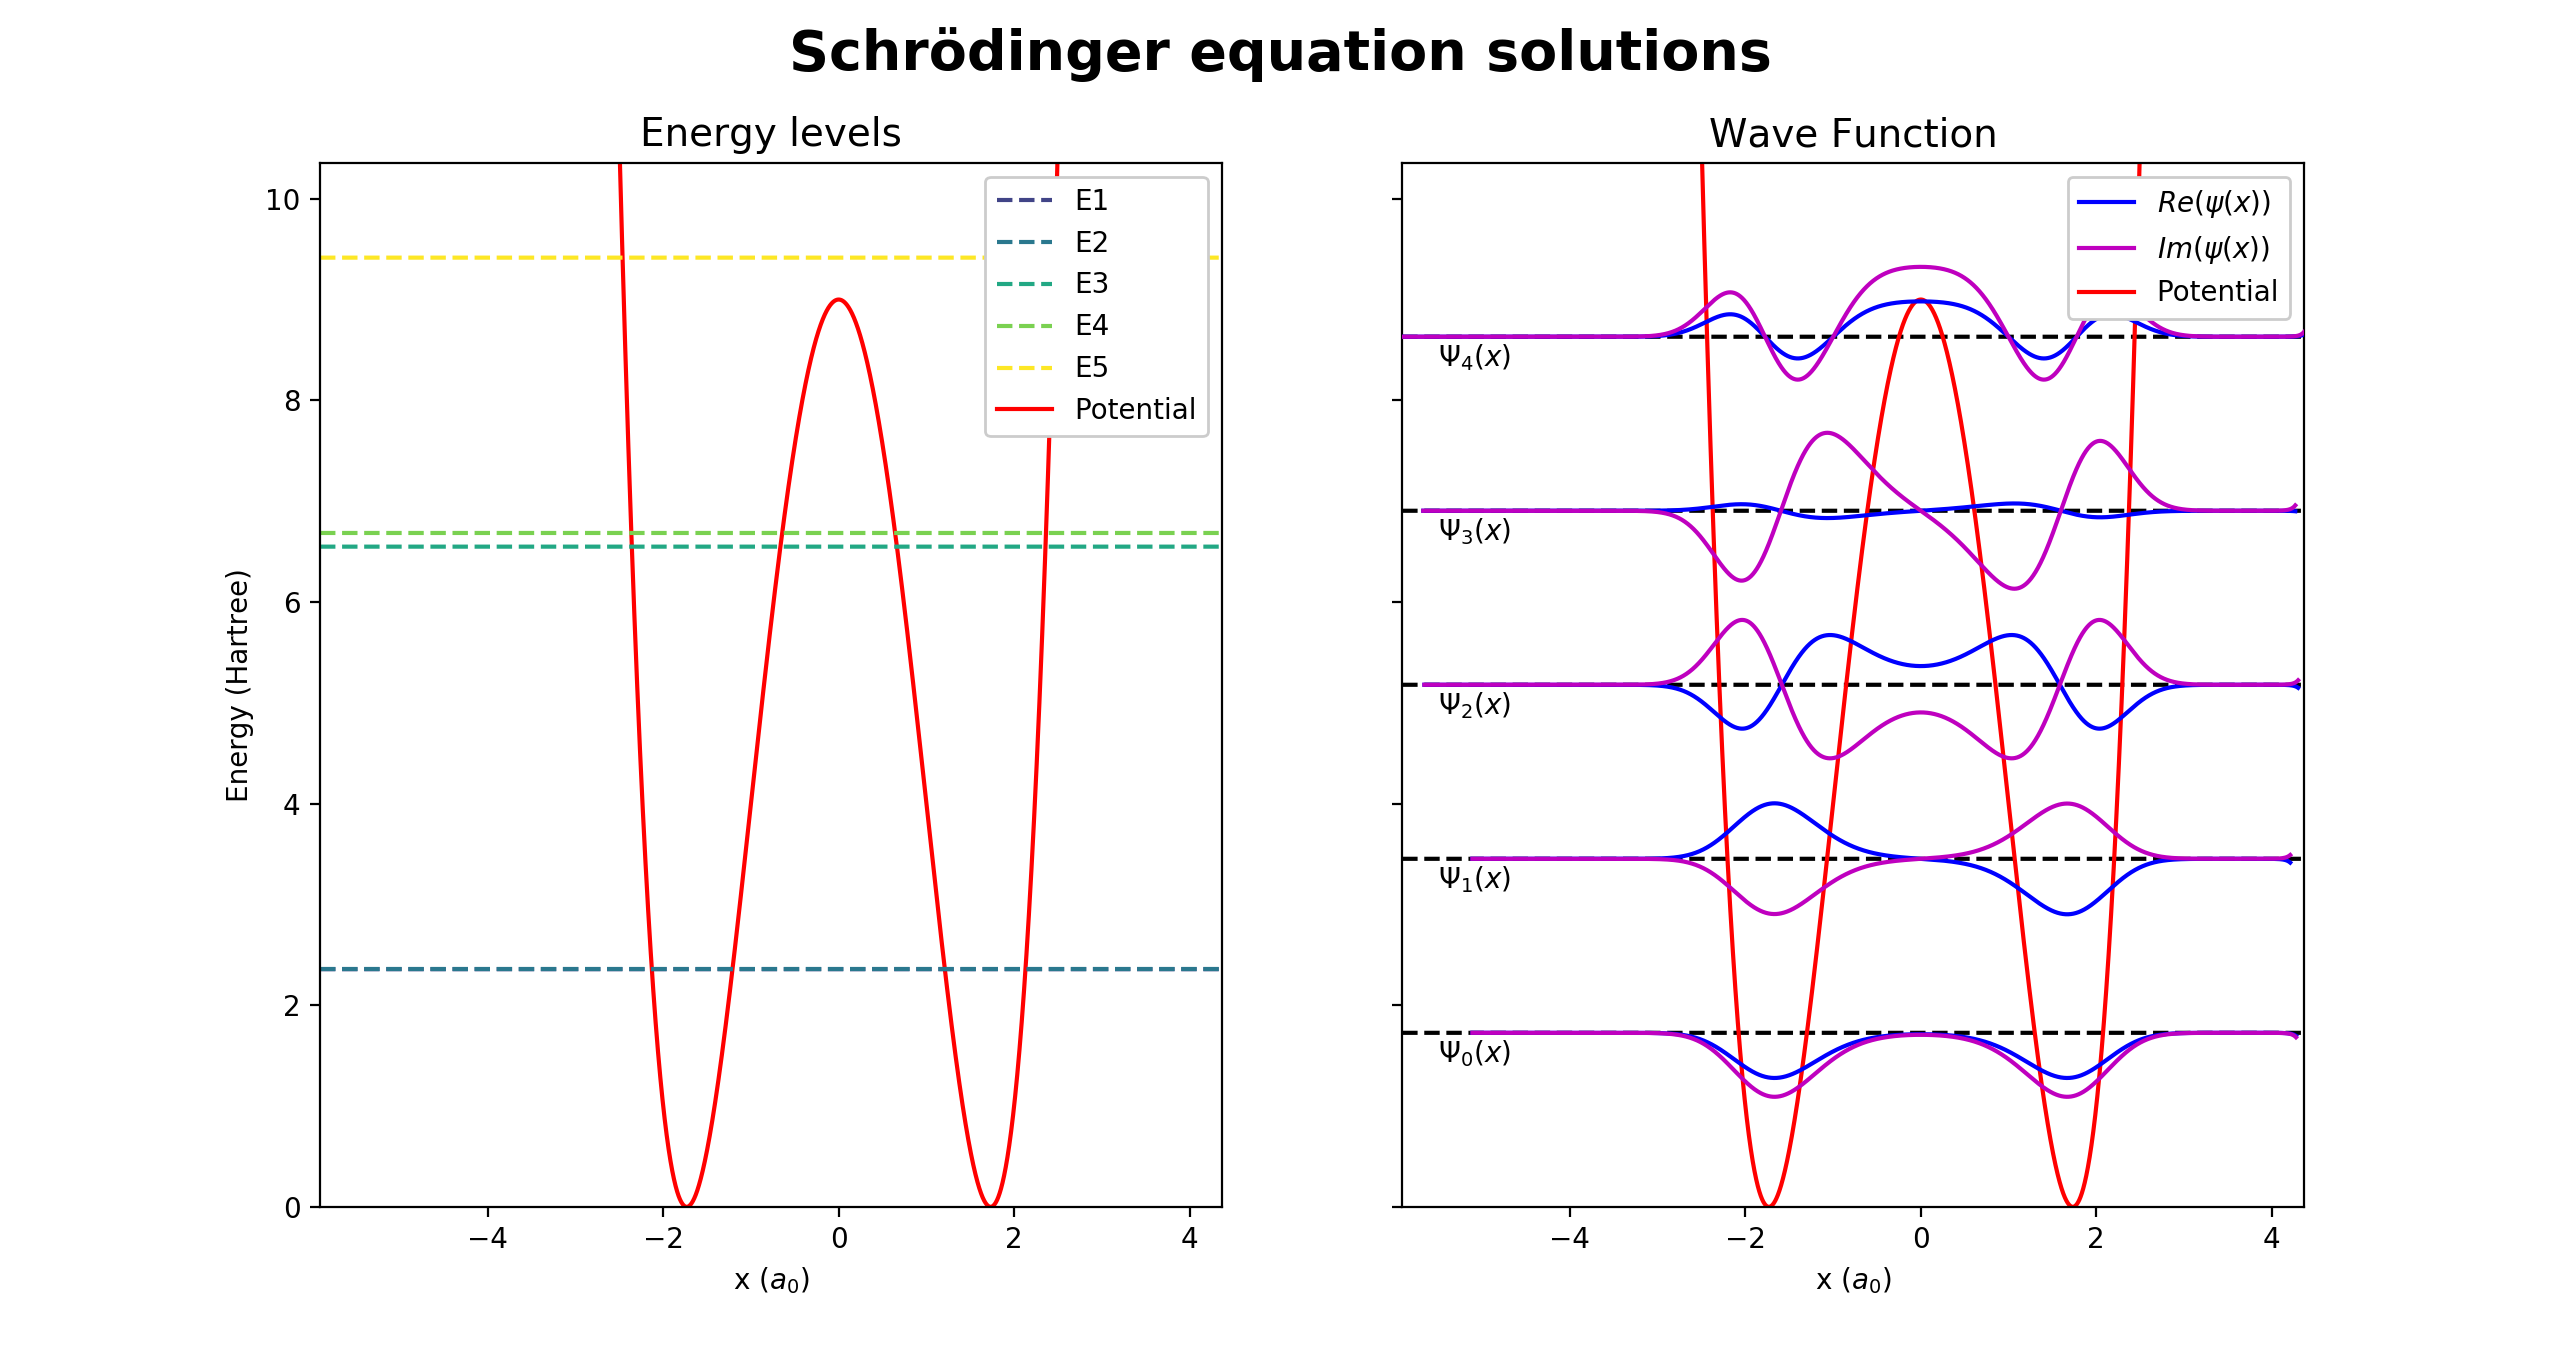 Schrödinger equation solutions
Energy levels
10
8
6
4
2
0
Energy (Hartree)
−4 −2 0 2 4
x (a₀)
E1
E2
E3
E4
E5
Potential
Wave Function
Re(ψ(x))
Im(ψ(x))
Potential
Ψ₄(x)
Ψ₃(x)
Ψ₂(x)
Ψ₁(x)
Ψ₀(x)
−4 −2 0 2 4
x (a₀)